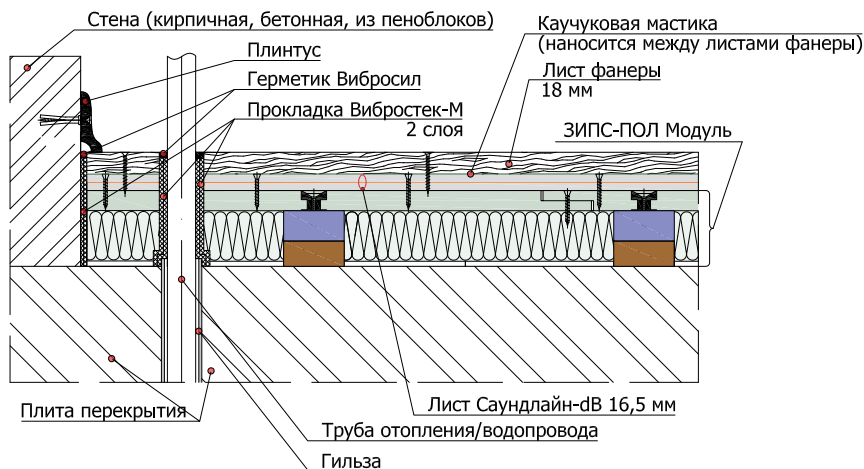 Стена (кирпичная, бетонная, из пеноблоков)
Плинтус
Герметик Вибросил
Прокладка Вибростек-М
2 слоя
Каучуковая мастика
(наносится между листами фанеры)
Лист фанеры
18 мм
ЗИПС-ПОЛ Модуль
Плита перекрытия
Лист Саундлайн-dB 16,5 мм
Труба отопления/водопровода
Гильза